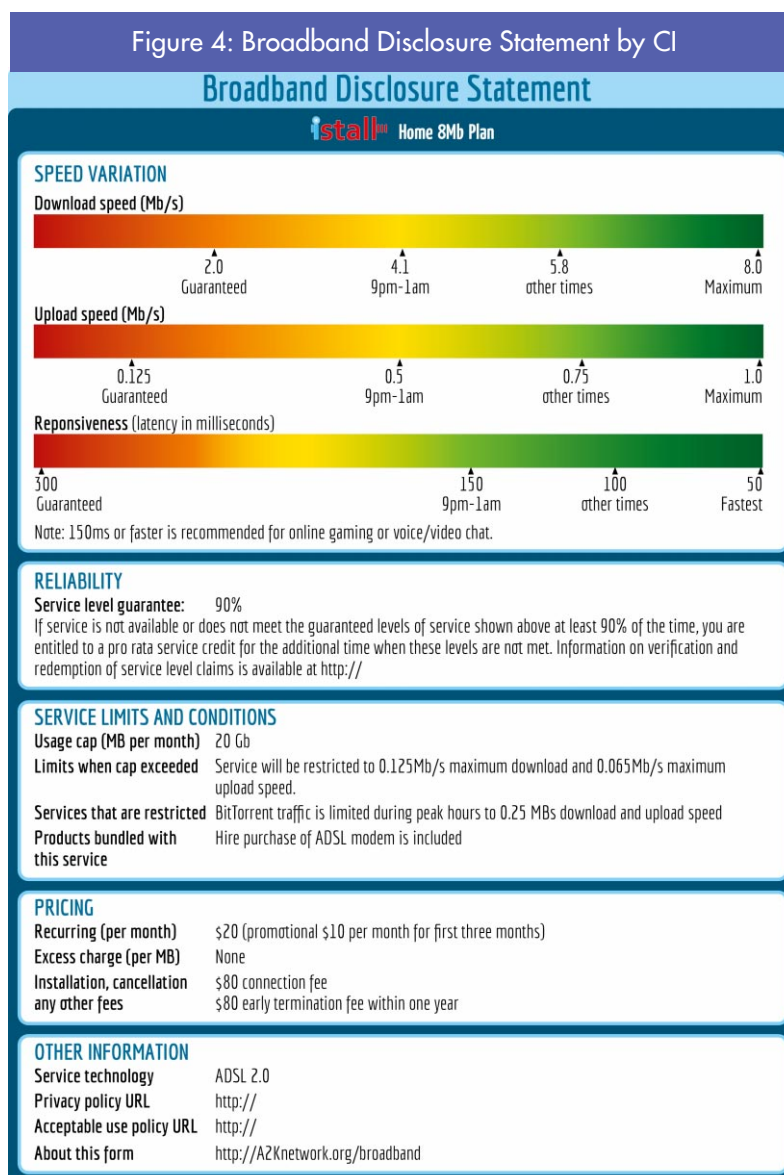 Figure 4: Broadband Disclosure Statement by CI
Broadband Disclosure Statement
istall Home 8Mb Plan
SPEED VARIATION
Download speed (Mb/s)
2.0 4.1 5.8 8.0
Guaranteed 9pm-1am other times Maximum
Upload speed (Mb/s)
0.125 0.5 0.75 1.0
Guaranteed 9pm-1am other times Maximum
Reponsiveness (latency in milliseconds)
300 150 100 50
Guaranteed 9pm-1am other times Fastest
Note: 150ms or faster is recommended for online gaming or voice/video chat.
RELIABILITY
Service level guarantee: 90%
If service is not available or does not meet the guaranteed levels of service shown above at least 90% of the time, you are
entitled to a pro rata service credit for the additional time when these levels are not met. Information on verification and
redemption of service level claims is available at http://
SERVICE LIMITS AND CONDITIONS
Usage cap (MB per month) 20 Gb
Limits when cap exceeded Service will be restricted to 0.125Mb/s maximum download and 0.065Mb/s maximum
upload speed.
Services that are restricted BitTorrent traffic is limited during peak hours to 0.25 MBs download and upload speed
Products bundled with Hire purchase of ADSL modem is included
this service
PRICING
Recurring (per month) $20 (promotional $10 per month for first three months)
Excess charge (per MB) None
Installation, cancellation $80 connection fee
any other fees $80 early termination fee within one year
OTHER INFORMATION
Service technology ADSL 2.0
Privacy policy URL http://
Acceptable use policy URL http://
About this form http://A2Knetwork.org/broadband